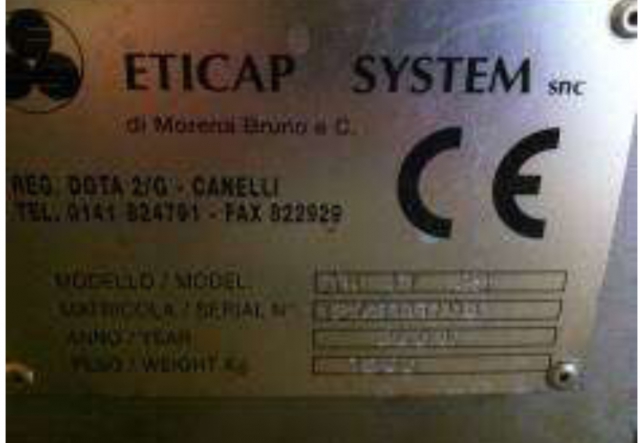 ETICAP SYSTEM snc
di Morena Bruno e C.
CE
REG. DOTA 2/G - CANELLI
TEL. 0141 824791 - FAX 822929
MODELLO / MODEL
MATRICOLA / SERIAL N°
ANNO / YEAR
PESO / WEIGHT Kg